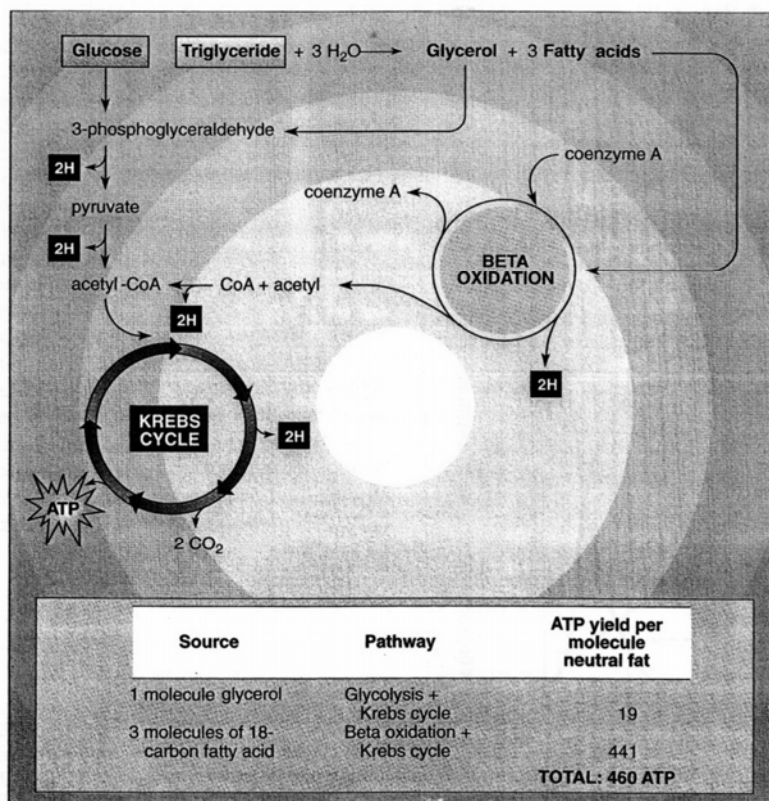 Glucose
Triglyceride + 3 H₂O → Glycerol + 3 Fatty acids
3-phosphoglyceraldehyde
coenzyme A
2H
coenzyme A
pyruvate
BETA
OXIDATION
2H
acetyl-CoA
CoA + acetyl
2H
2H
KREBS
CYCLE
2H
ATP
2 CO₂
Source
Pathway
ATP yield per
molecule
neutral fat
1 molecule glycerol
Glycolysis +
Krebs cycle
19
3 molecules of 18-
carbon fatty acid
Beta oxidation +
Krebs cycle
441
TOTAL: 460 ATP